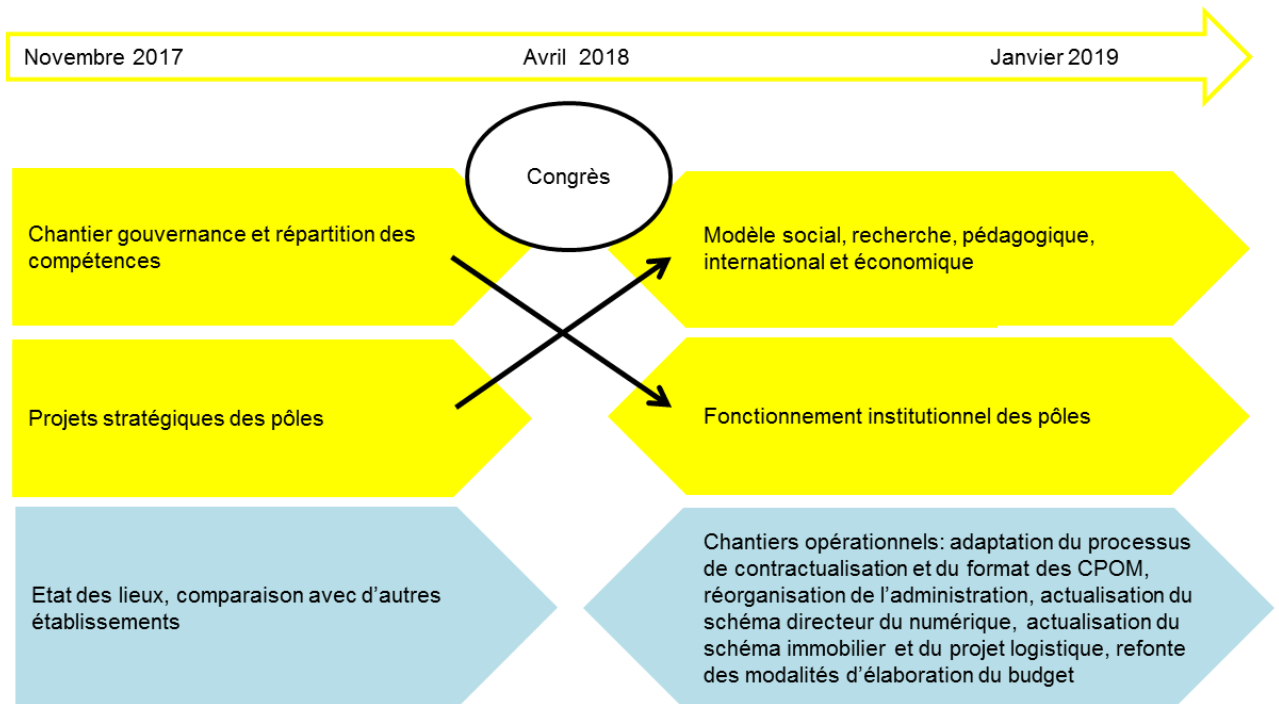 Novembre 2017
Avril 2018
Janvier 2019
Congrès
Chantier gouvernance et répartition des
compétences
Modèle social, recherche, pédagogique,
international et économique
Projets stratégiques des pôles
Fonctionnement institutionnel des pôles
Etat des lieux, comparaison avec d’autres
établissements
Chantiers opérationnels: adaptation du processus
de contractualisation et du format des CPOM,
réorganisation de l’administration, actualisation du
schéma directeur du numérique, actualisation du
schéma immobilier et du projet logistique, refonte
des modalités d’élaboration du budget